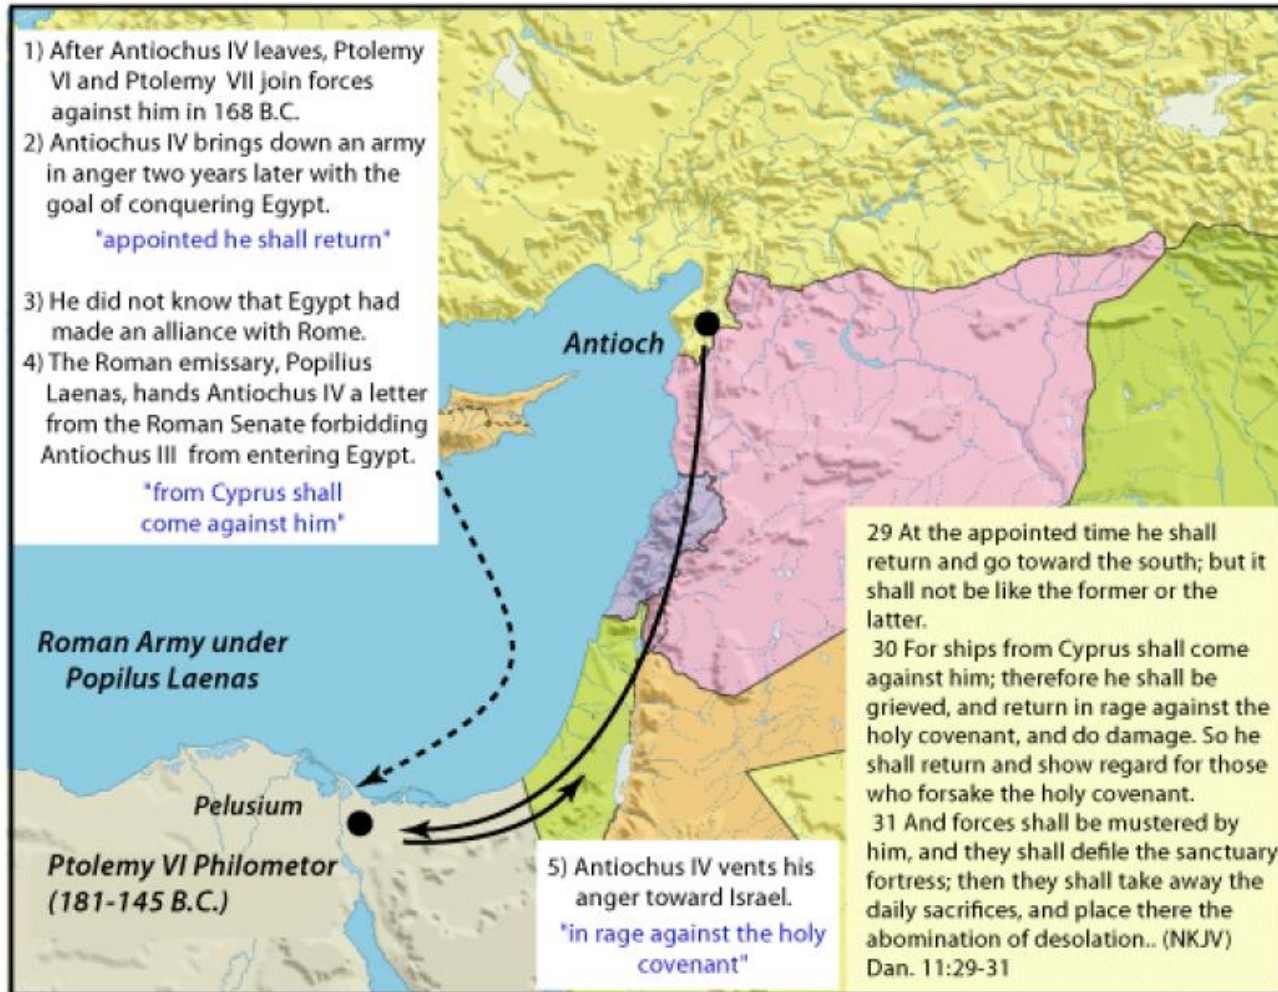 1) After Antiochus IV leaves, Ptolemy
VI and Ptolemy VII join forces
against him in 168 B.C.
2) Antiochus IV brings down an army
in anger two years later with the
goal of conquering Egypt.
"appointed he shall return"
3) He did not know that Egypt had
made an alliance with Rome.
4) The Roman emissary, Popilius
Laenas, hands Antiochus IV a letter
from the Roman Senate forbidding
Antiochus III from entering Egypt.
"from Cyprus shall
come against him"
Antioch
Roman Army under
Popilus Laenas
Pelusium
Ptolemy VI Philometor
(181-145 B.C.)
5) Antiochus IV vents his
anger toward Israel.
"in rage against the holy
covenant"
29 At the appointed time he shall
return and go toward the south; but it
shall not be like the former or the
latter.
30 For ships from Cyprus shall come
against him; therefore he shall be
grieved, and return in rage against the
holy covenant, and do damage. So he
shall return and show regard for those
who forsake the holy covenant.
31 And forces shall be mustered by
him, and they shall defile the sanctuary
fortress; then they shall take away the
daily sacrifices, and place there the
abomination of desolation.. (NKJV)
Dan. 11:29-31